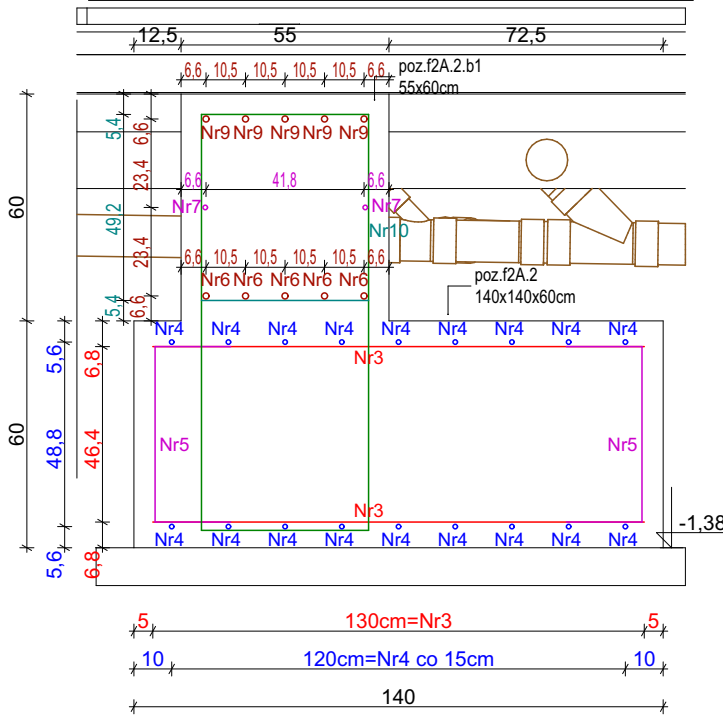 12,5 55 72,5
6,6 10,5 10,5 10,5 10,5 6,6
poz.f2A.2.b1
55x60cm
5,4 6,6
Nr9 Nr9 Nr9 Nr9 Nr9
23,4
6,6 41,8 6,6
60
49,2
Nr7 Nr7
Nr10
23,4
6,6 10,5 10,5 10,5 10,5 6,6
Nr6 Nr6 Nr6 Nr6 Nr6
poz.f2A.2
140x140x60cm
5,4 6,6
Nr4 Nr4 Nr4 Nr4 Nr4 Nr4 Nr4 Nr4 Nr4
5,6 6,8
Nr3
60
48,8 46,4
Nr5 Nr5
Nr3
-1,38
Nr4 Nr4 Nr4 Nr4 Nr4 Nr4 Nr4 Nr4 Nr4
5,6 6,8
5 130cm=Nr3 5
10 120cm=Nr4 co 15cm 10
140